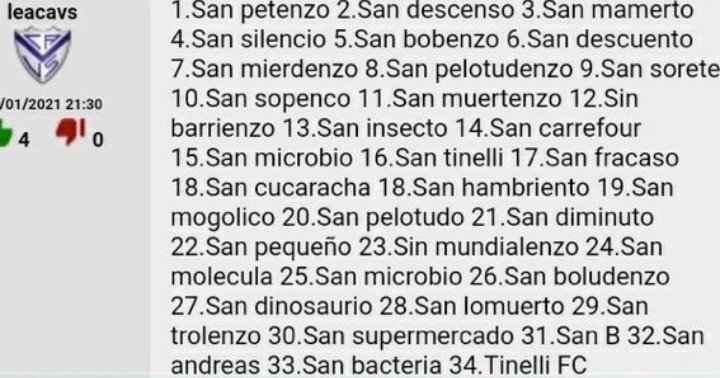 leacavs
/01/2021 21:30
4
0
1.San petenzo 2.San descenso 3.San mamerto
4.San silencio 5.San bobenzo 6.San descuento
7.San mierdenzo 8.San pelotudenzo 9.San sorete
10.San sopenco 11.San muertenzo 12.Sin
barrienzo 13.San insecto 14.San carrefour
15.San microbio 16.San tinelli 17.San fracaso
18.San cucaracha 18.San hambriento 19.San
mogolico 20.San pelotudo 21.San diminuto
22.San pequeño 23.Sin mundialenzo 24.San
molecula 25.San microbio 26.San boludenzo
27.San dinosaurio 28.San lomuerto 29.San
trolenzo 30.San supermercado 31.San B 32.San
andreas 33.San bacteria 34.Tinelli FC